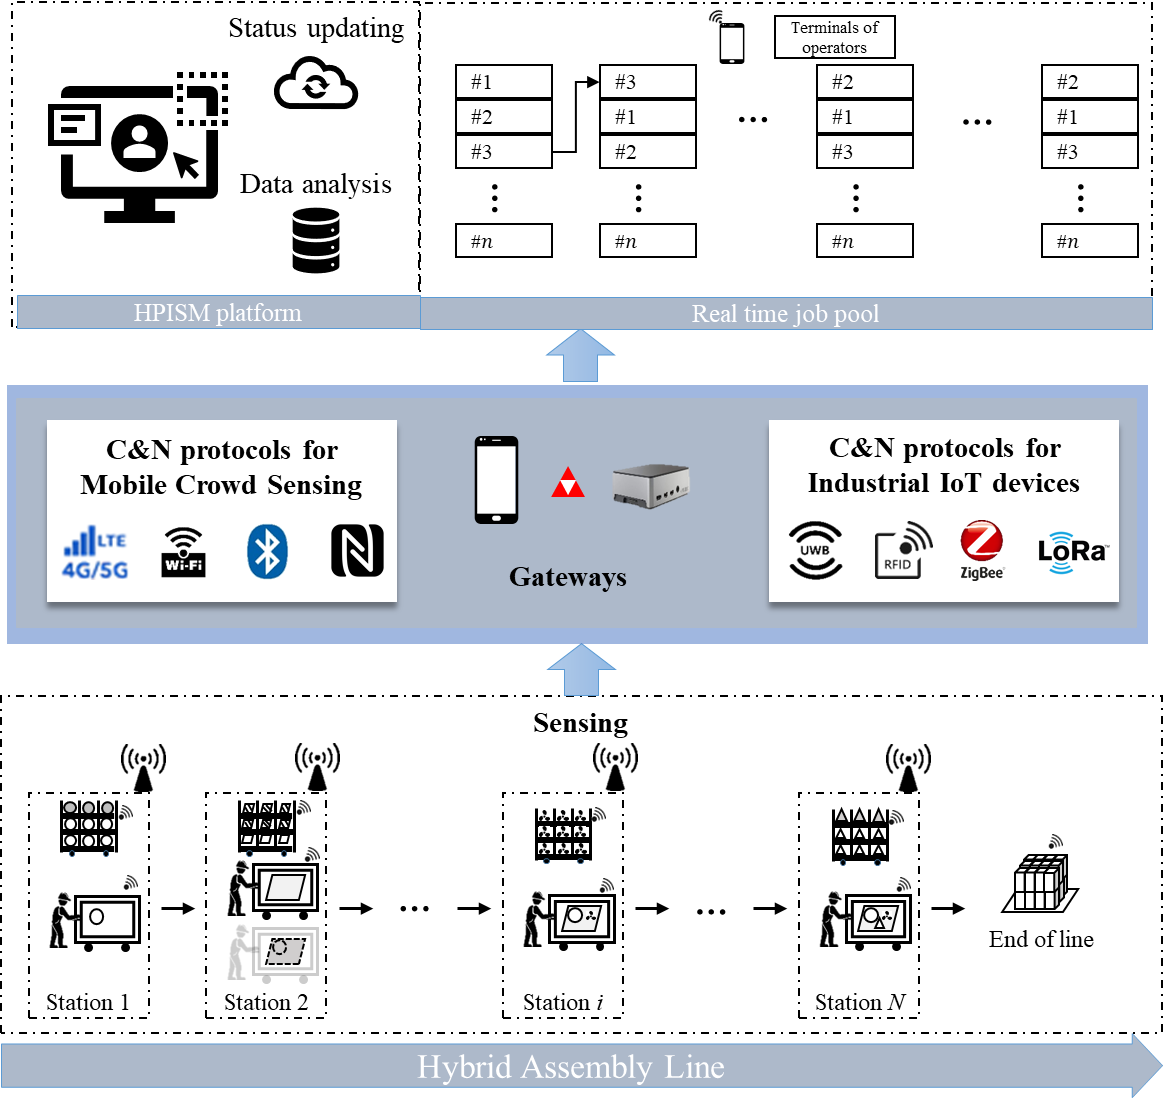 Status updating
Data analysis
HPISM platform
Terminals of
operators
#1
#2
#3
⋮
#n
#3
#1
#2
⋮
#n
...
#2
#1
#3
⋮
#n
...
#2
#1
#3
⋮
#n
Real time job pool
C&N protocols for
Mobile Crowd Sensing
LTE
4G/5G
Wi-Fi
N
Gateways
C&N protocols for
Industrial IoT devices
UWB
RFID
Z
ZigBee
LoRa™
Sensing
Station 1
Station 2
...
Station i
...
Station N
End of line
Hybrid Assembly Line